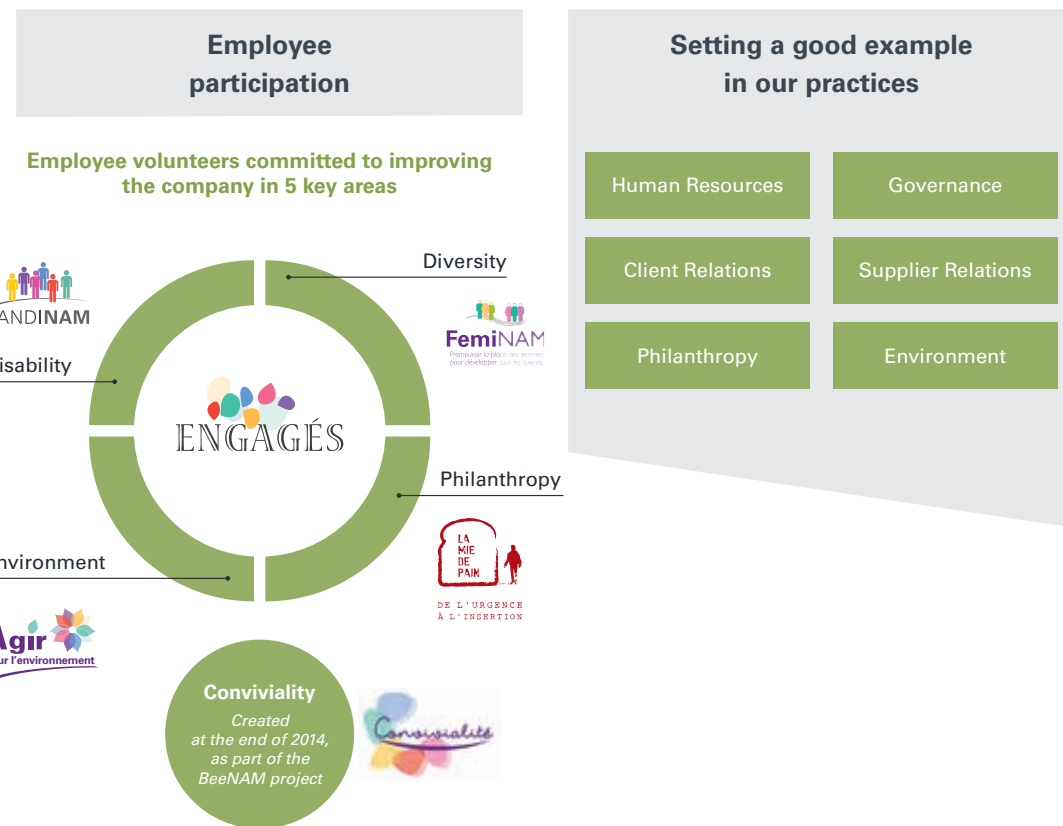 Employee
participation
Employee volunteers committed to improving
the company in 5 key areas
ANDINAM
isability
Diversity
FemiNAM
Promouvoir la place des femmes
pour développer tous les talents
ENGAGÉS
Philanthropy
LA
MIE
DE
PAIN
DE L'URGENCE
À L'INSERTION
nvironment
Agir
ur l'environnement
Conviviality
Created
at the end of 2014,
as part of the
BeeNAM project
Convivialité
Setting a good example
in our practices
Human Resources
Governance
Client Relations
Supplier Relations
Philanthropy
Environment